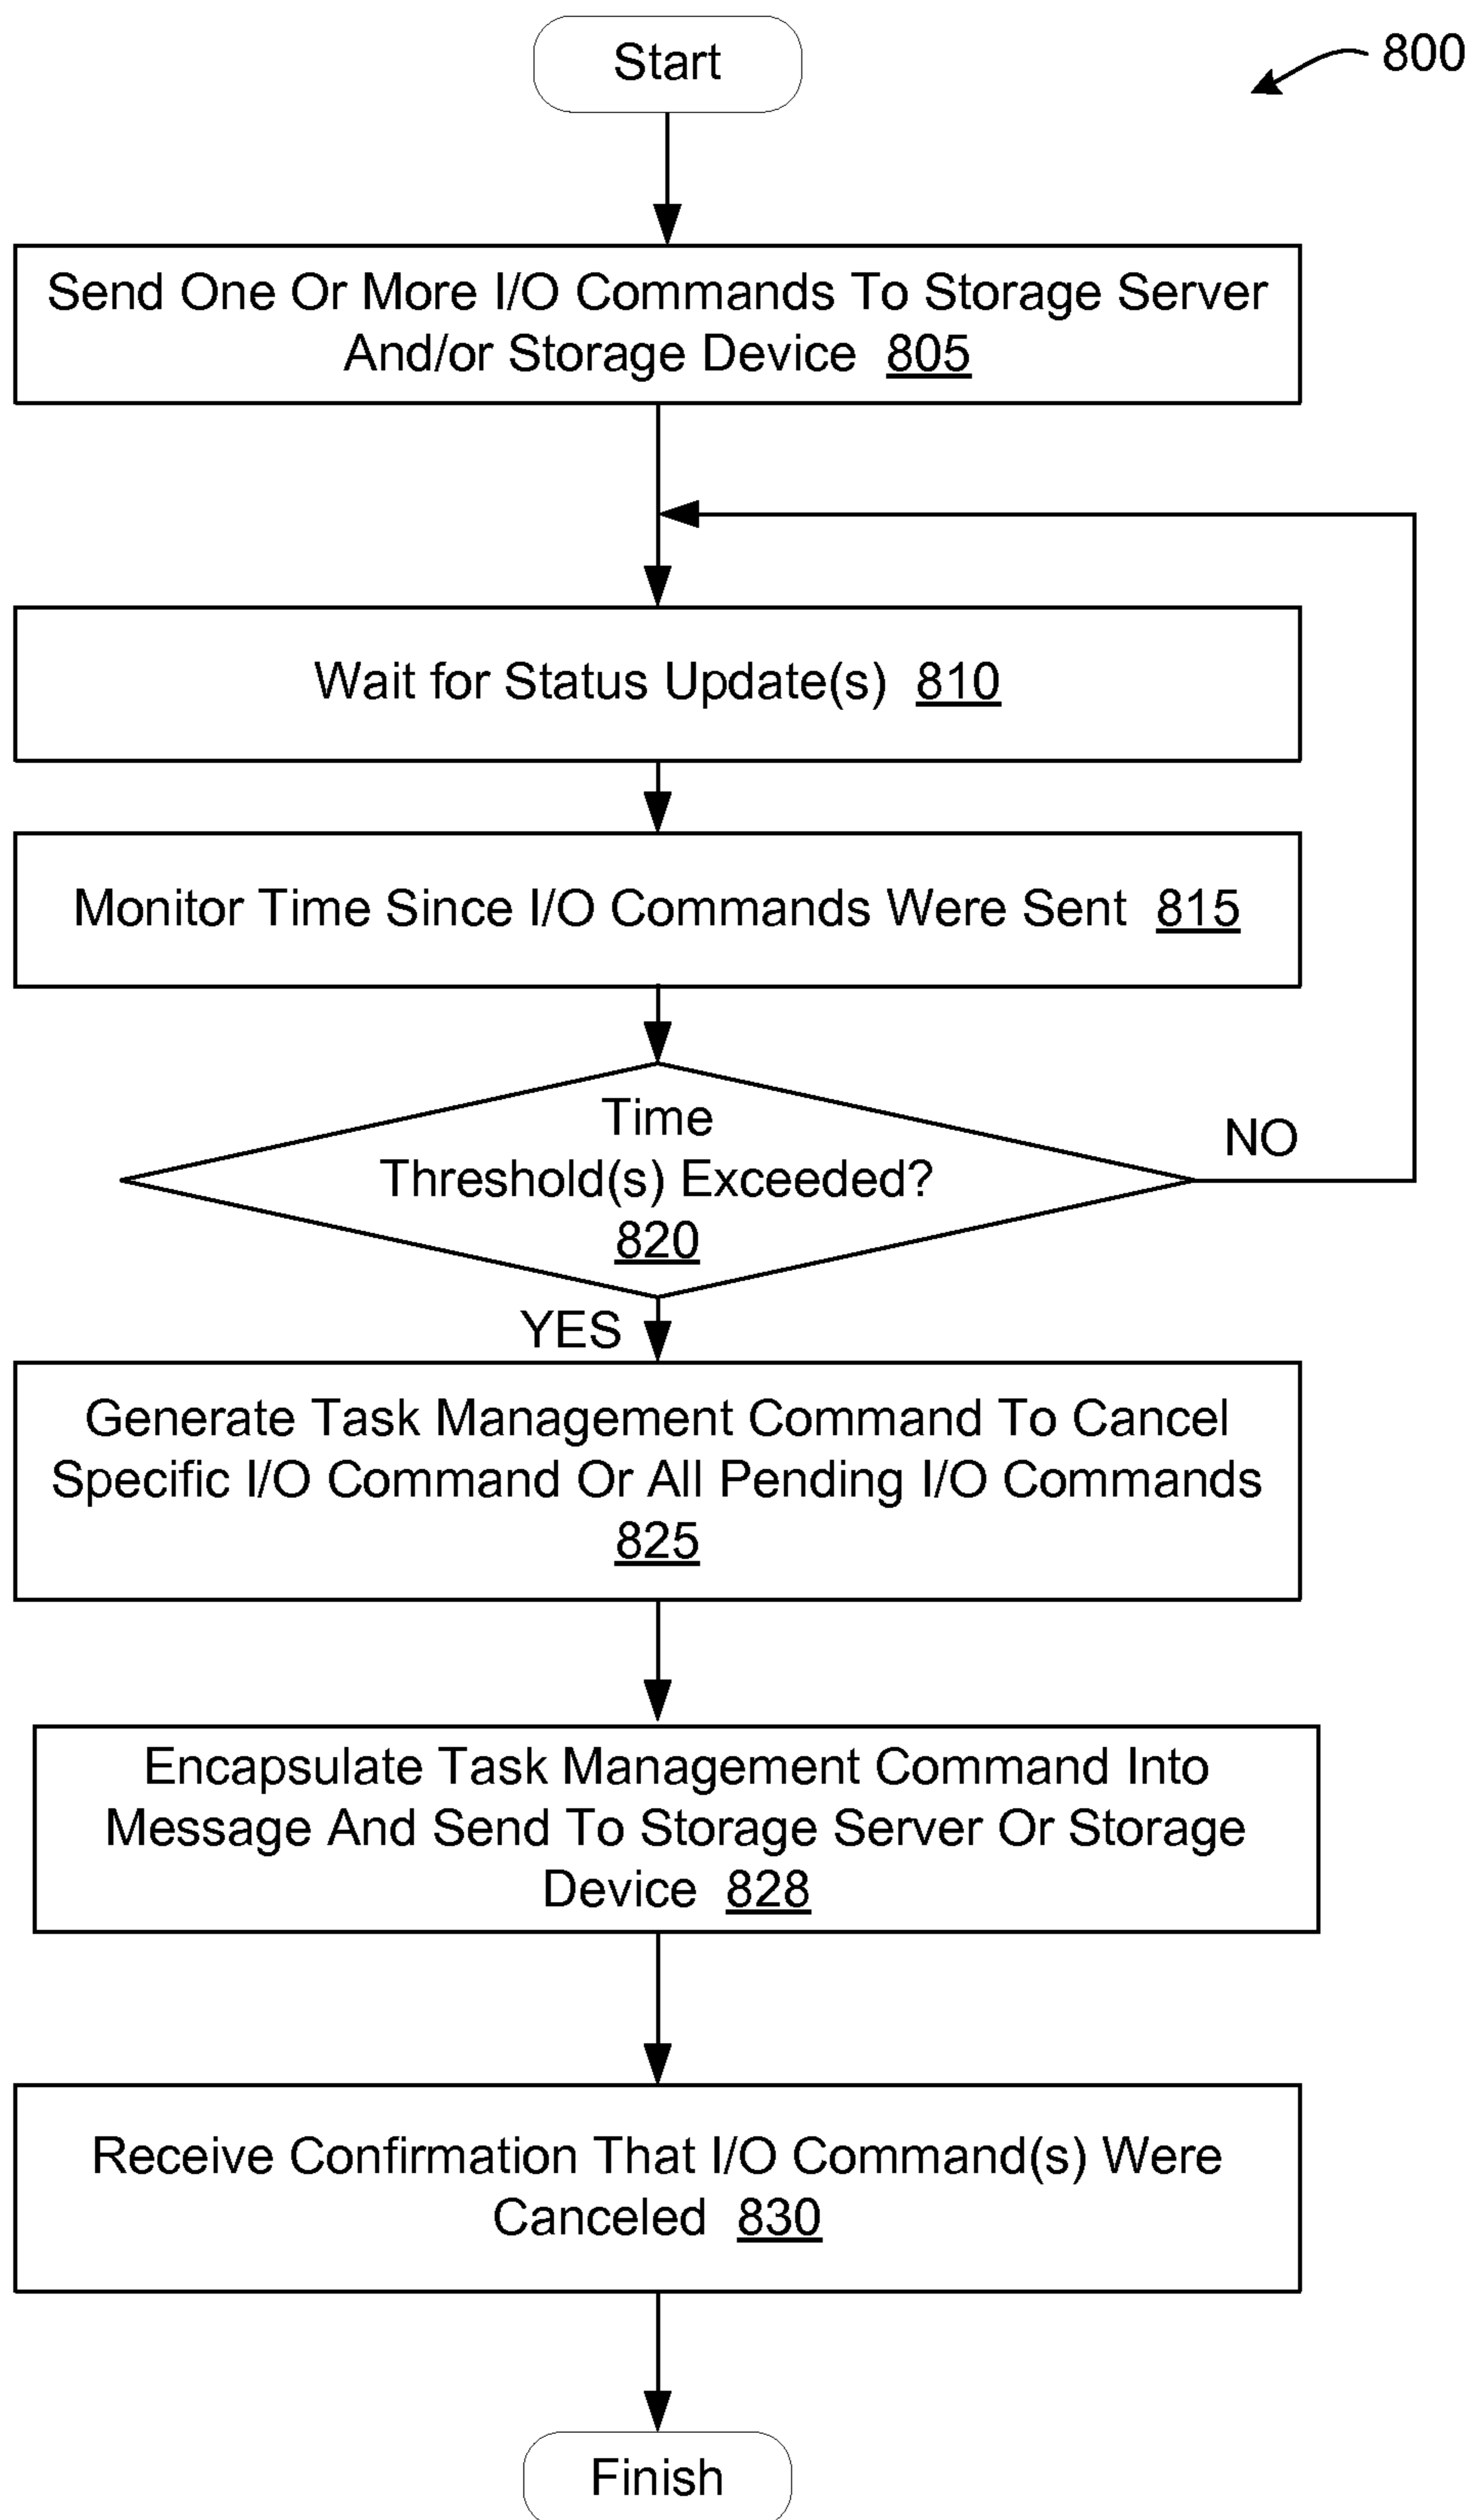 Start
800
Send One Or More I/O Commands To Storage Server
And/or Storage Device 805
Wait for Status Update(s) 810
Monitor Time Since I/O Commands Were Sent 815
Time
Threshold(s) Exceeded?
820
NO
YES
Generate Task Management Command To Cancel
Specific I/O Command Or All Pending I/O Commands
825
Encapsulate Task Management Command Into
Message And Send To Storage Server Or Storage
Device 828
Receive Confirmation That I/O Command(s) Were
Canceled 830
Finish